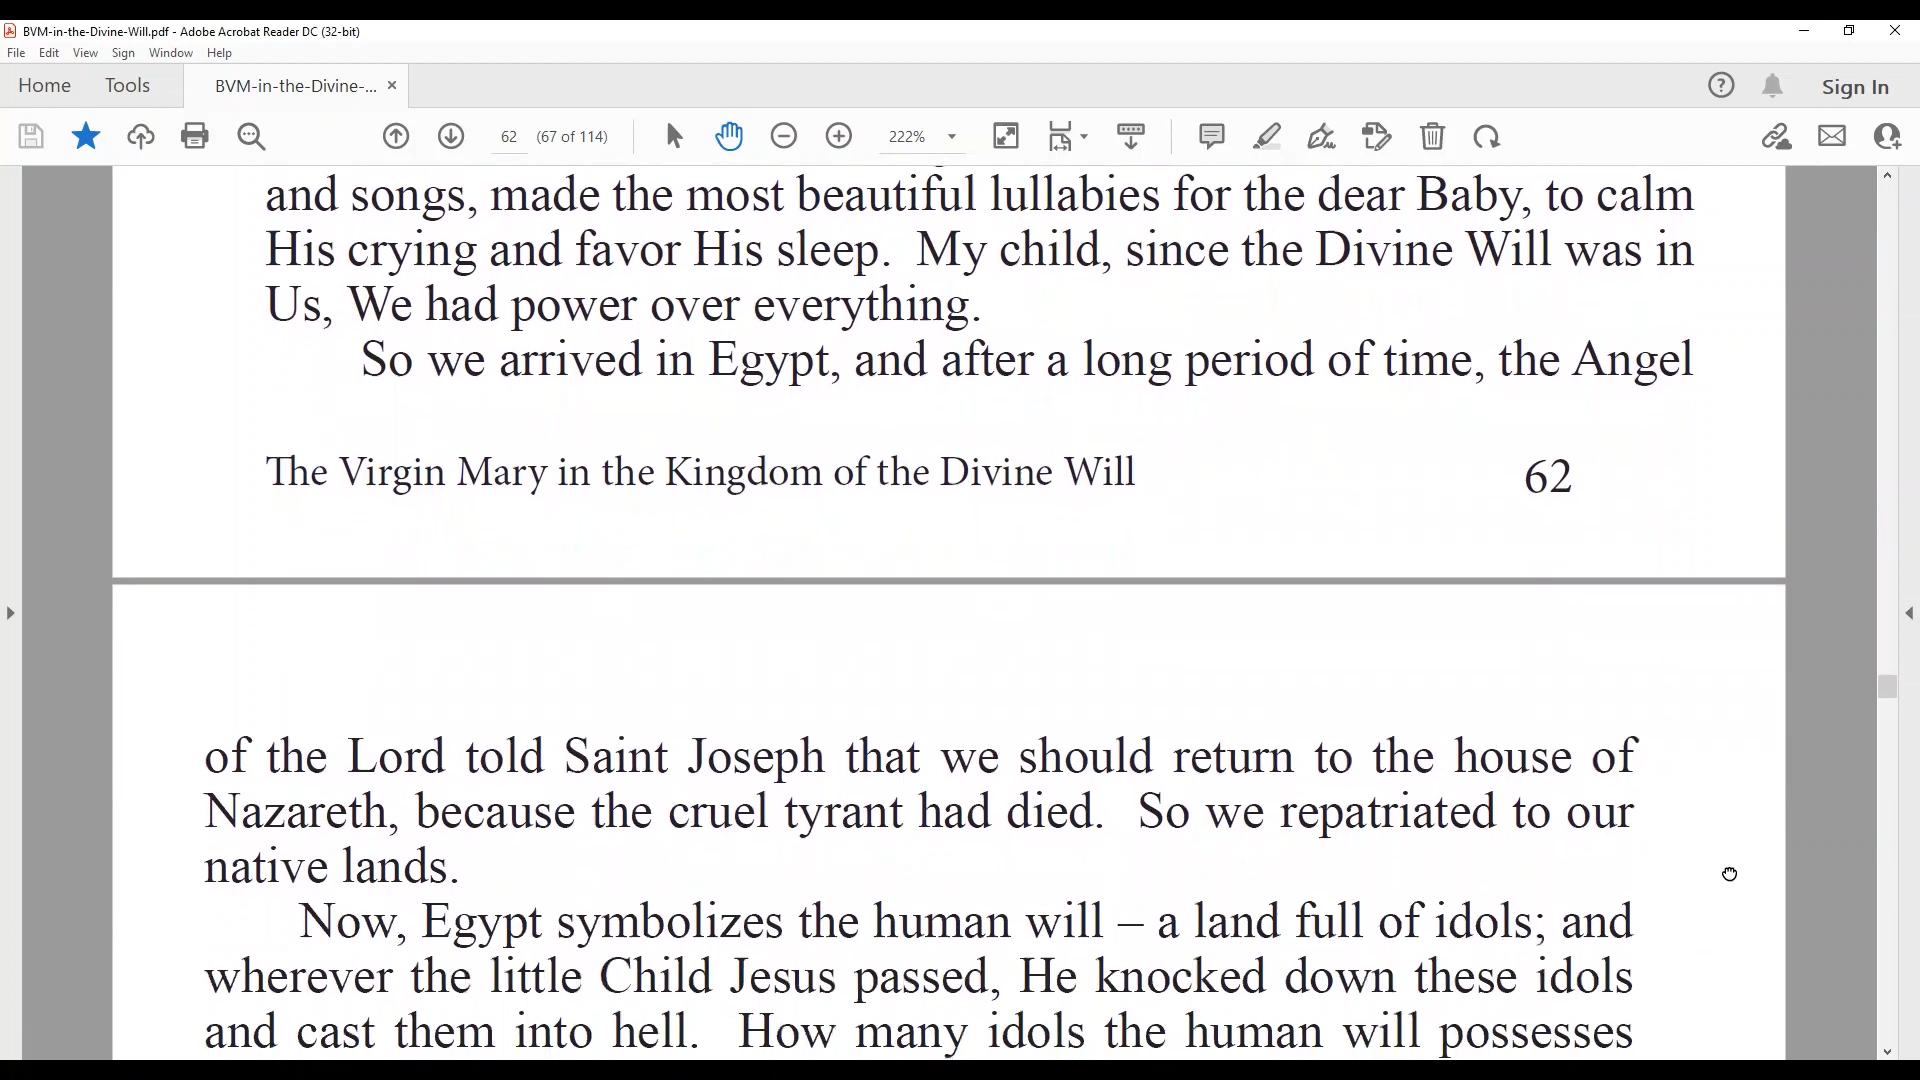 BVM-in-the-Divine-Will.pdf - Adobe Acrobat Reader DC (32-bit)
File Edit View Sign Window Help
Home Tools BVM-in-the-Divine-... × Sign In
62 (67 of 114) 222%
and songs, made the most beautiful lullabies for the dear Baby, to calm
His crying and favor His sleep. My child, since the Divine Will was in
Us, We had power over everything.
So we arrived in Egypt, and after a long period of time, the Angel
The Virgin Mary in the Kingdom of the Divine Will 62
of the Lord told Saint Joseph that we should return to the house of
Nazareth, because the cruel tyrant had died. So we repatriated to our
native lands.
Now, Egypt symbolizes the human will – a land full of idols; and
wherever the little Child Jesus passed, He knocked down these idols
and cast them into hell. How many idols the human will possesses